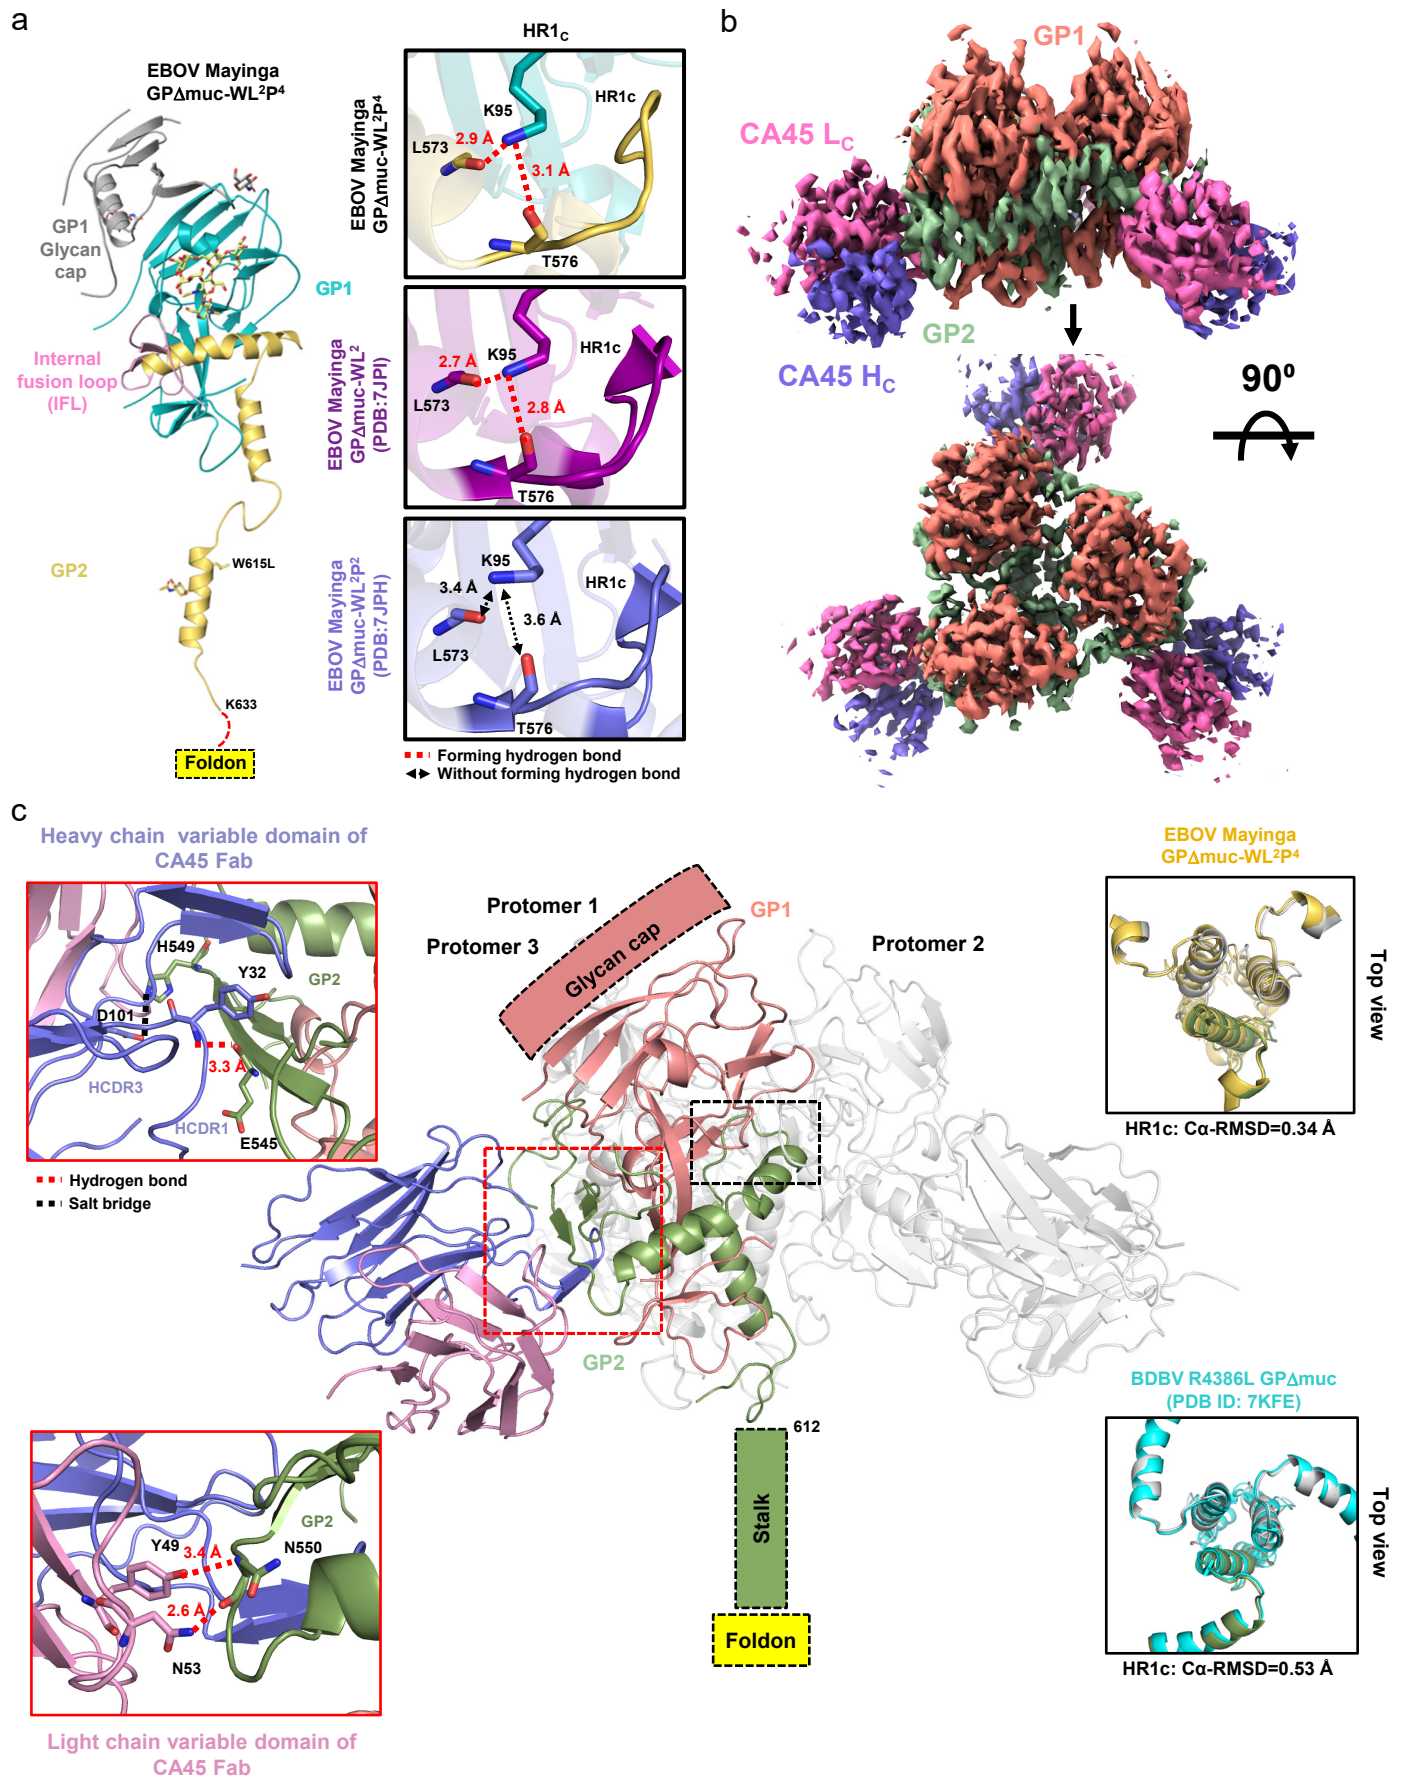 a
EBOV Mayinga
GPΔmuc-WL²P⁴
GP1
Glycan
cap
GP1
Internal
fusion loop
(IFL)
GP2
W615L
K633
Foldon
HR1C
EBOV Mayinga
GPΔmuc-WL²P⁴
K95
HR1c
2.9 Å
L573
3.1 Å
T576
EBOV Mayinga
GPΔmuc-WL²
(PDB:7JPI)
HR1c
K95
2.7 Å
L573
2.8 Å
T576
EBOV Mayinga
GPΔmuc-WL²P²
(PDB:7JPH)
K95
HR1c
3.4 Å
3.6 Å
L573
T576
Forming hydrogen bond
Without forming hydrogen bond
b
GP1
CA45 LC
GP2
CA45 HC
90⁰
c
Heavy chain variable domain of
CA45 Fab
H549
Y32
GP2
D101
3.3 Å
HCDR3
HCDR1
E545
Hydrogen bond
Salt bridge
Protomer 1
GP1
Protomer 3
Protomer 2
Glycan cap
GP2
612
Stalk
Foldon
EBOV Mayinga
GPΔmuc-WL²P⁴
Top view
HR1c: Cα-RMSD=0.34 Å
BDBV R4386L GPΔmuc
(PDB ID: 7KFE)
Top view
HR1c: Cα-RMSD=0.53 Å
GP2
Y49
3.4 Å
N550
2.6 Å
N53
Light chain variable domain of
CA45 Fab